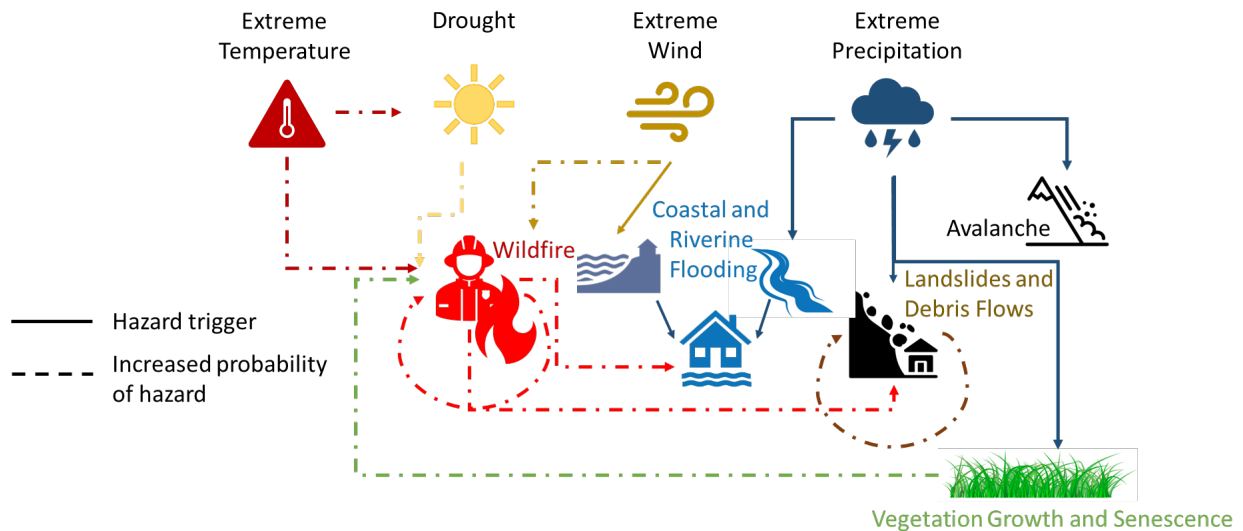 Extreme
Temperature
Drought
Extreme
Wind
Extreme
Precipitation
Wildfire
Coastal and
Riverine
Flooding
Avalanche
Landslides and
Debris Flows
Hazard trigger
Increased probability
of hazard
Vegetation Growth and Senescence